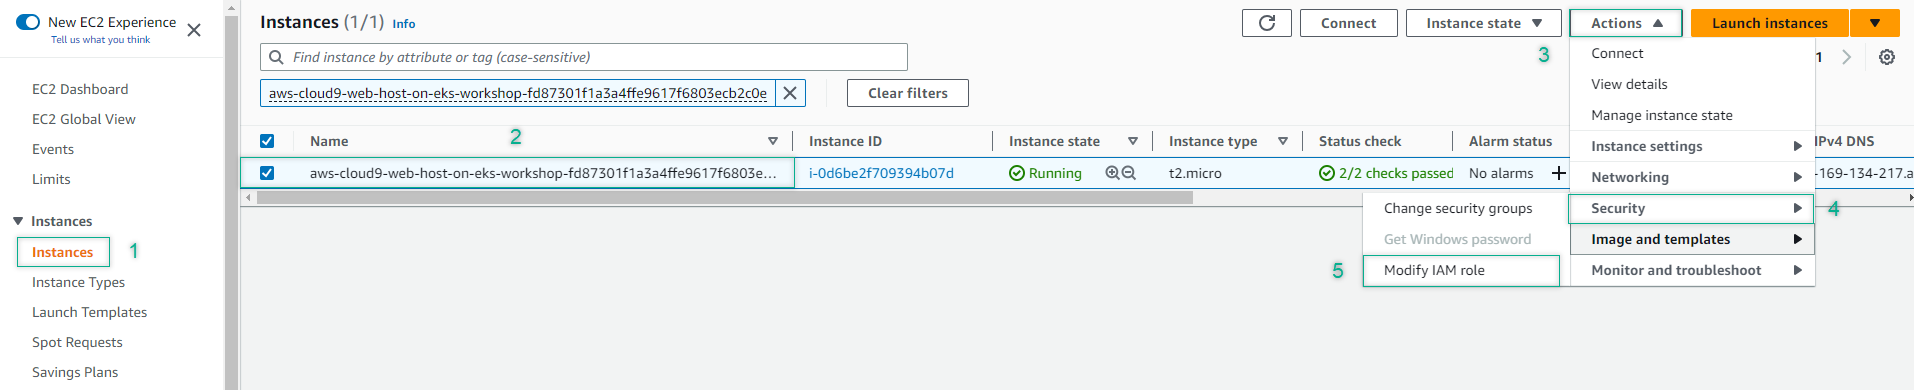 New EC2 Experience
Tell us what you think
EC2 Dashboard
EC2 Global View
Events
Limits
Instances
Instances
1
Instance Types
Launch Templates
Spot Requests
Savings Plans
Instances (1/1) Info
Connect
Instance state
Actions
Launch instances
3
Find instance by attribute or tag (case-sensitive)
1
aws-cloud9-web-host-on-eks-workshop-fd87301f1a3a4ffe9617f6803ecb2c0e
Clear filters
2
Name Instance ID Instance state Instance type Status check Alarm status IPv4 DNS
aws-cloud9-web-host-on-eks-workshop-fd87301f1a3a4ffe9617f6803e... i-0d6be2f709394b07d Running t2.micro 2/2 checks passed No alarms -169-134-217.a
Connect
View details
Manage instance state
Instance settings
Networking
Security
4
Image and templates
Monitor and troubleshoot
Change security groups
Get Windows password
5
Modify IAM role